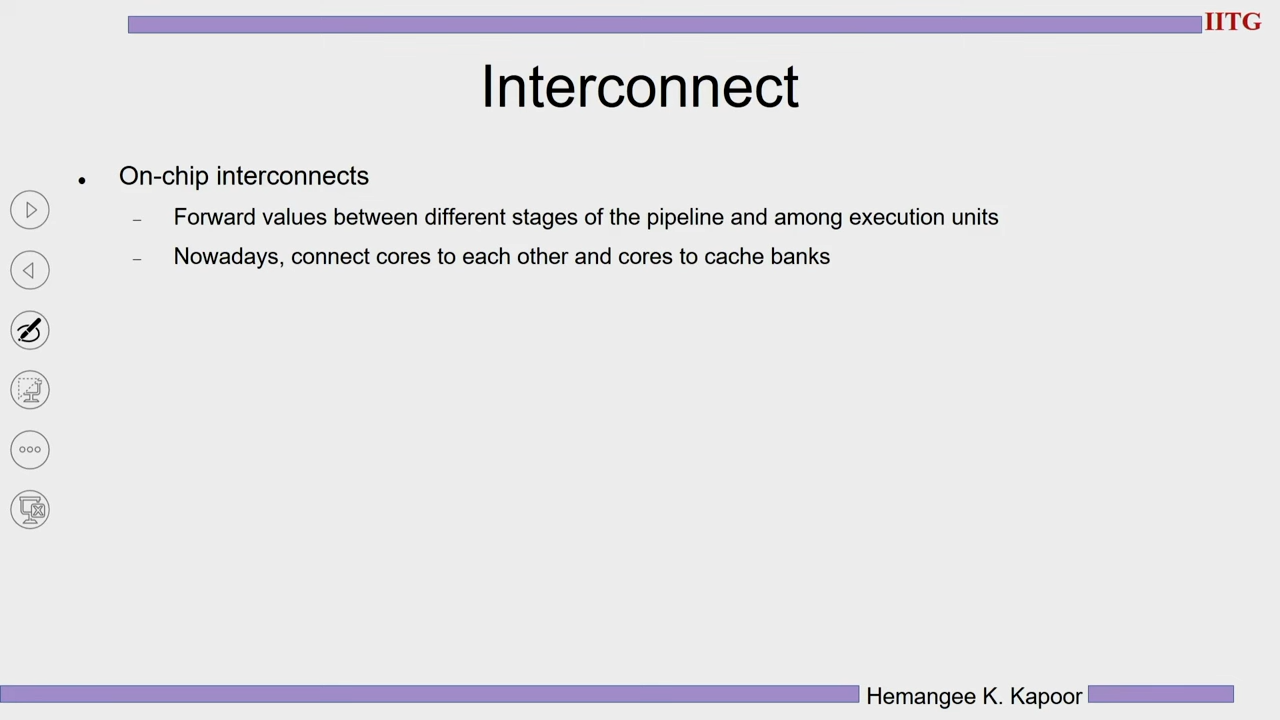 IITG
Interconnect
• On-chip interconnects
– Forward values between different stages of the pipeline and among execution units
– Nowadays, connect cores to each other and cores to cache banks
Hemangee K. Kapoor